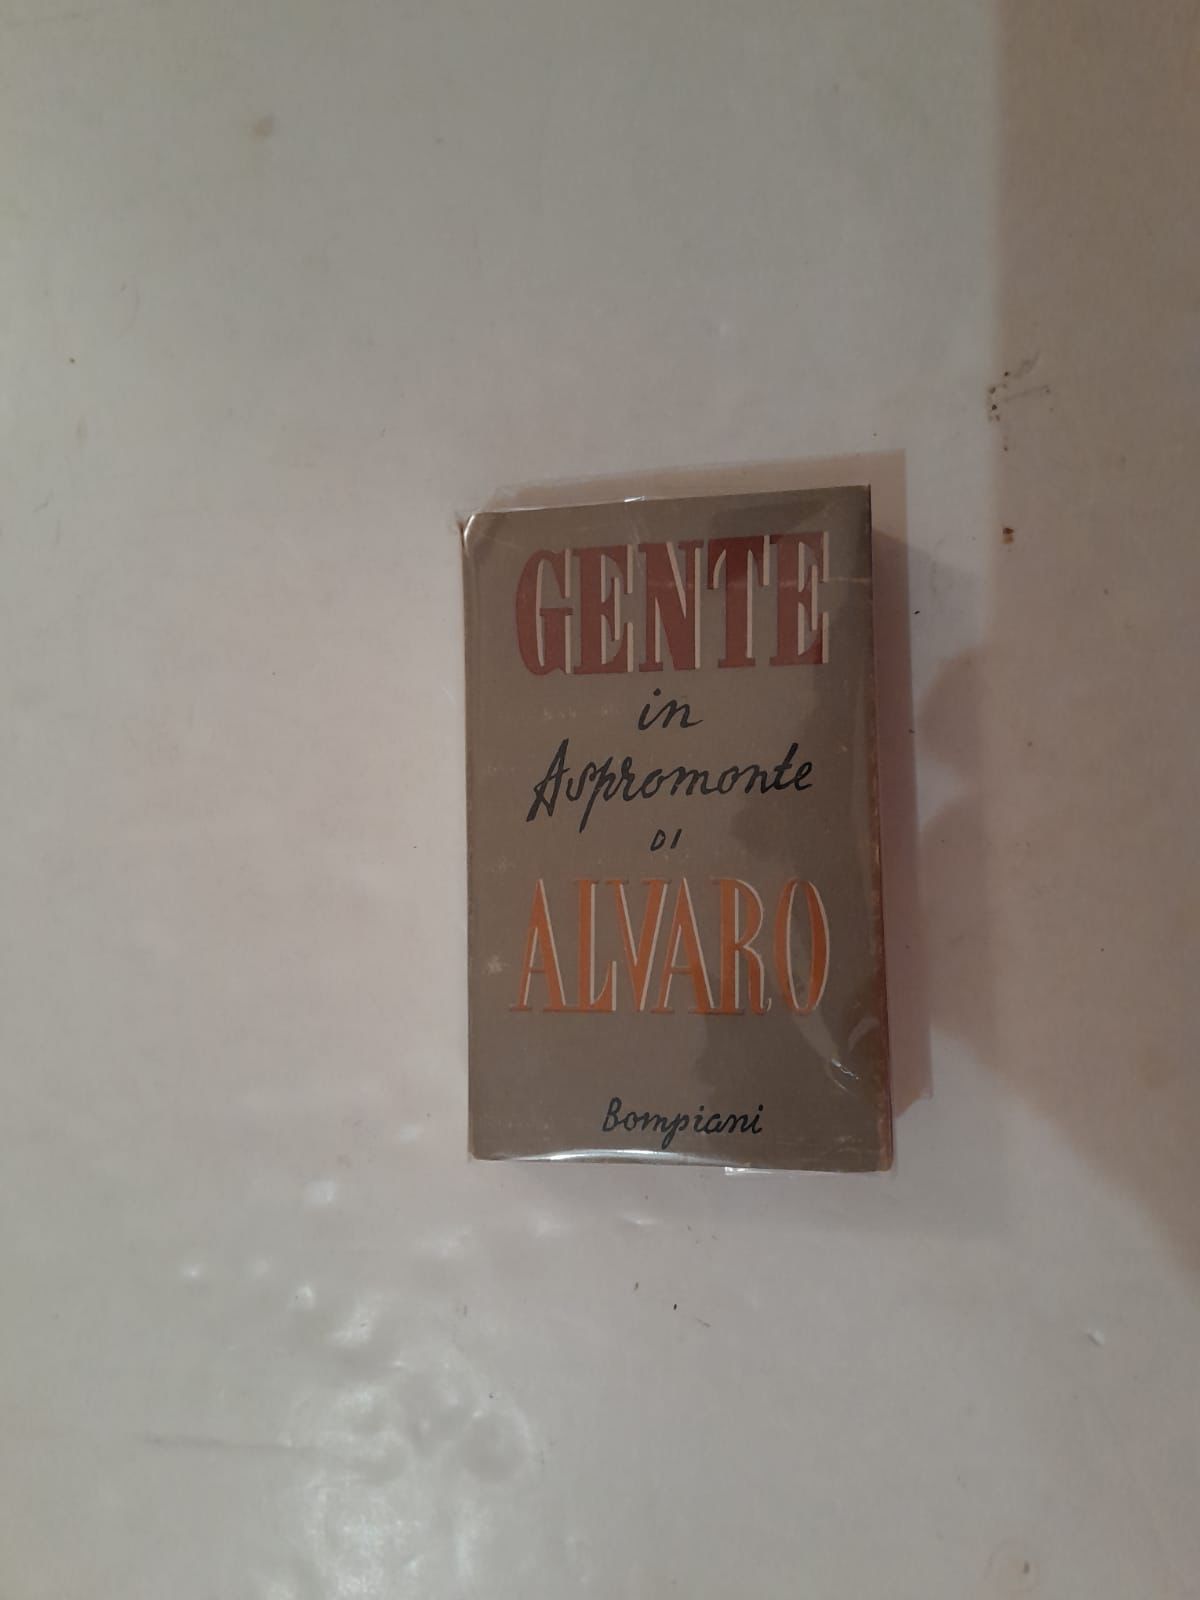 GENTE
in
Aspromonte
DI
ALVARO
Bompiani